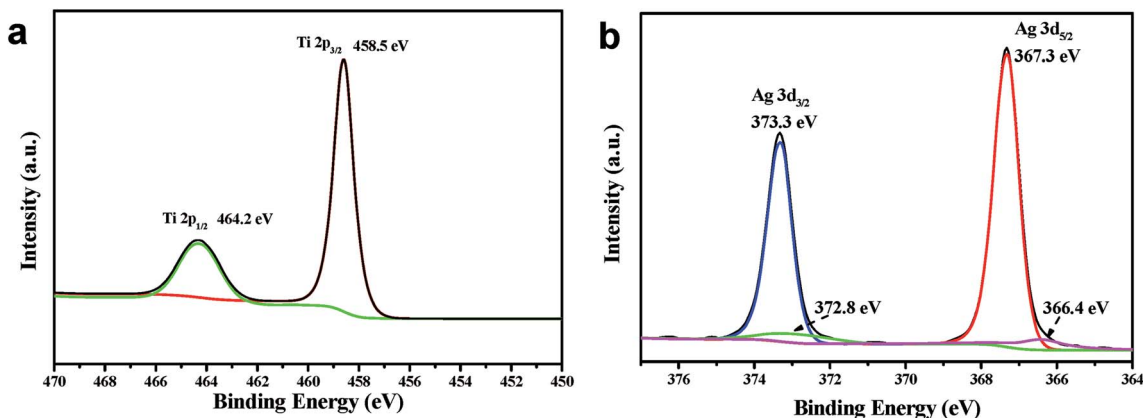 a
Ti 2p3/2 458.5 eV
Ti 2p1/2 464.2 eV
Intensity (a.u.)
470 468 466 464 462 460 458 456 454 452 450
Binding Energy (eV)
b
Ag 3d5/2
367.3 eV
Ag 3d3/2
373.3 eV
372.8 eV
366.4 eV
Intensity (a.u.)
376 374 372 370 368 366 364
Binding Energy (eV)